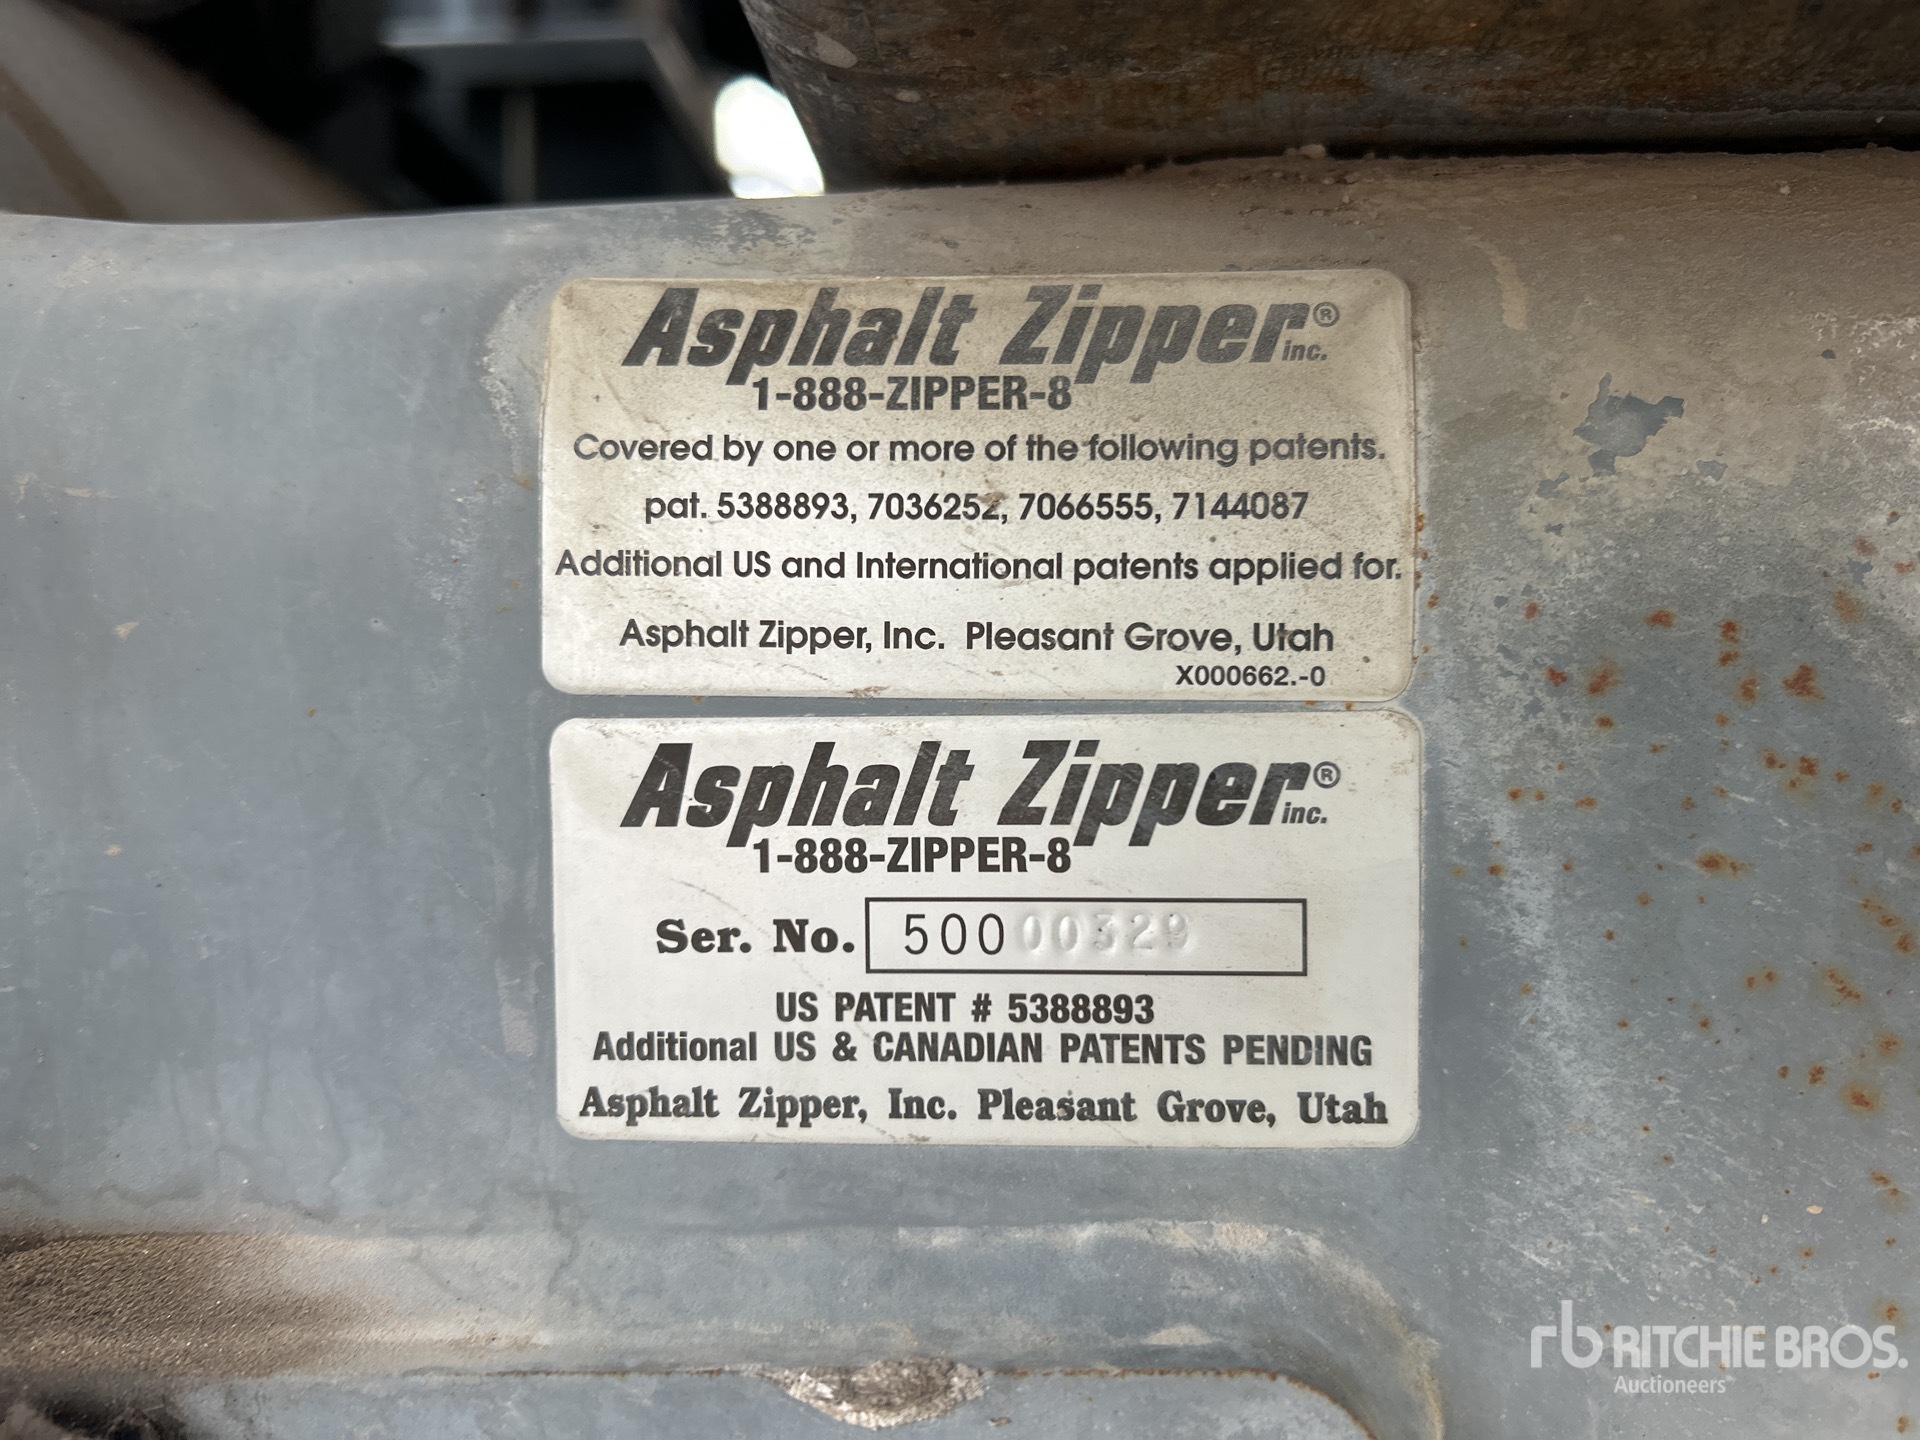 Asphalt Zipper® inc.
1-888-ZIPPER-8
Covered by one or more of the following patents.
pat. 5388893, 7036252, 7066555, 7144087
Additional US and International patents applied for.
Asphalt Zipper, Inc. Pleasant Grove, Utah
X000662.-0
Asphalt Zipper® inc.
1-888-ZIPPER-8
Ser. No. 50000329
US PATENT # 5388893
Additional US & CANADIAN PATENTS PENDING
Asphalt Zipper, Inc. Pleasant Grove, Utah
rb RITCHIE BROS.
Auctioneers